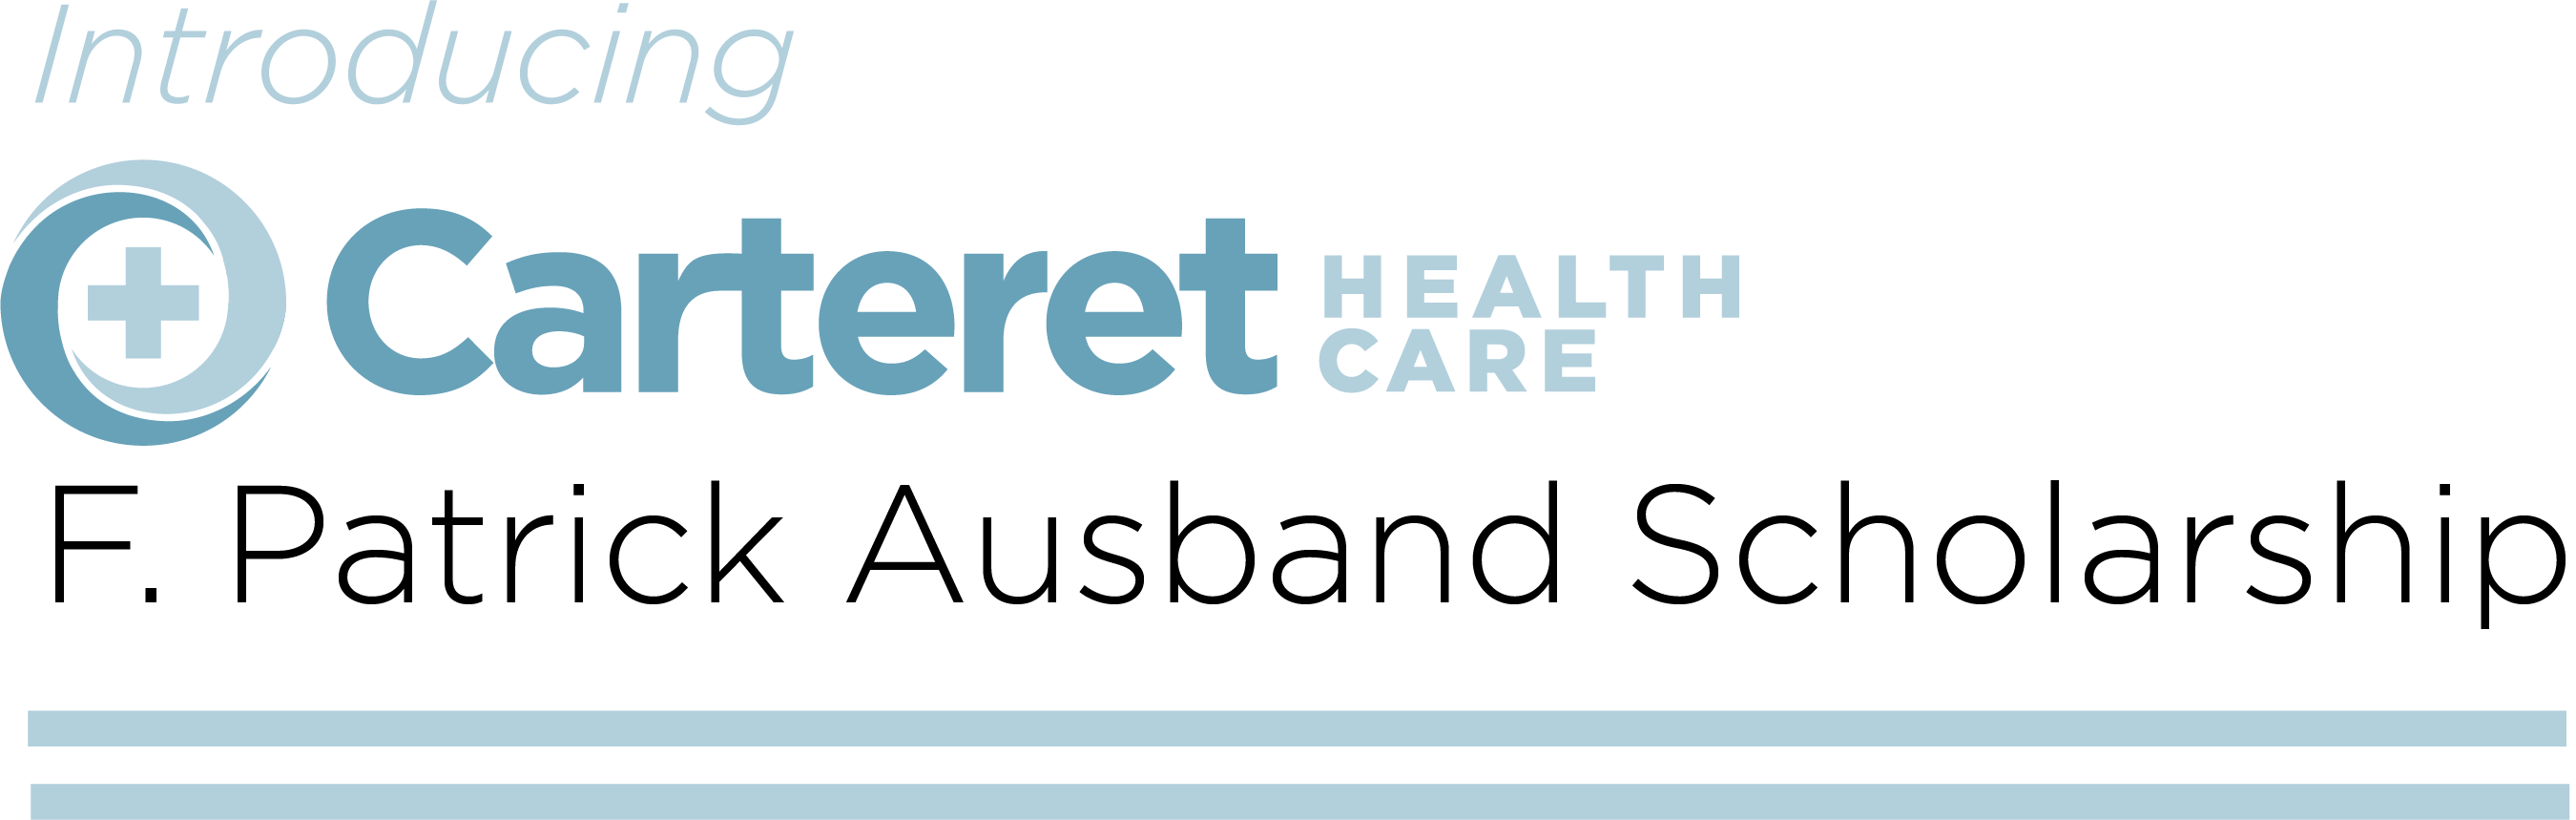 Introducing
Carteret HEALTH CARE
F. Patrick Ausband Scholarship